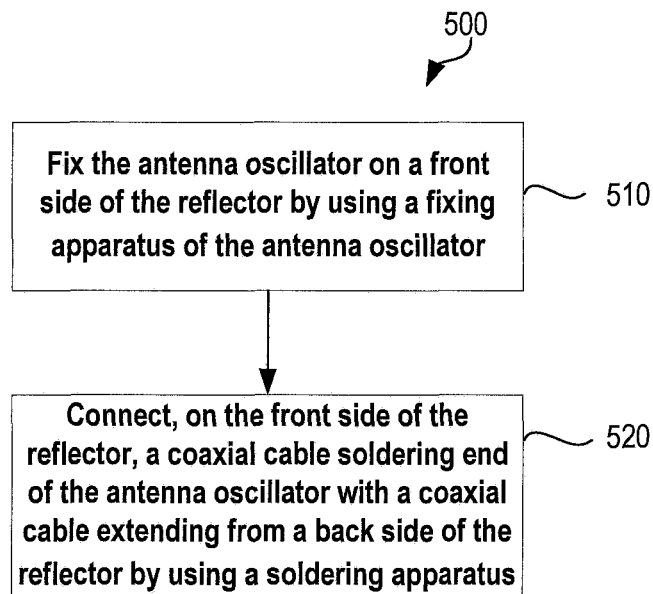 500
Fix the antenna oscillator on a front
side of the reflector by using a fixing
apparatus of the antenna oscillator
510
Connect, on the front side of the
reflector, a coaxial cable soldering end
of the antenna oscillator with a coaxial
cable extending from a back side of the
reflector by using a soldering apparatus
520